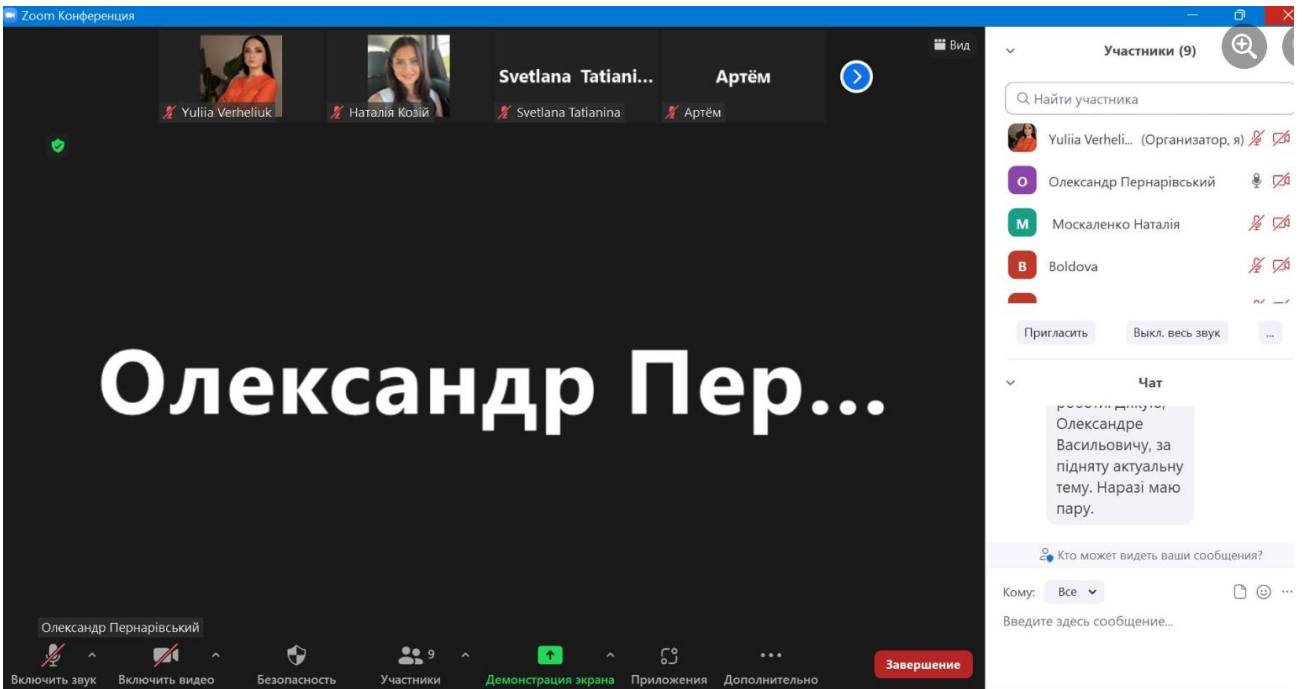 Zoom Конференция
Вид
Svetlana Tatiani...
Артём
Yuliia Verheliuk
Наталія Козій
Svetlana Tatianina
Артём
Олександр Пер...
Олександр Пернарівський
Включить звук
Включить видео
Безопасность
9
Участники
Демонстрация экрана
Приложения
Дополнительно
Завершение
Участники (9)
Найти участника
Yuliia Verheli... (Организатор, я)
О
Олександр Пернарівський
М
Москаленко Наталія
B
Boldova
Пригласить
Выкл. весь звук
...
Чат
Олександре
Васильовичу, за
підняту актуальну
тему. Наразі маю
пару.
Кто может видеть ваши сообщения?
Кому:
Все
Введите здесь сообщение...